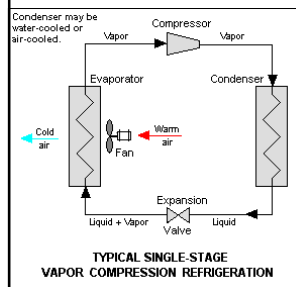 Condenser may be
water-cooled or
air-cooled.
Compressor
Vapor
Vapor
Evaporator
Condenser
Cold
air
Warm
air
Fan
Expansion
Valve
Liquid + Vapor
Liquid
TYPICAL SINGLE-STAGE
VAPOR COMPRESSION REFRIGERATION